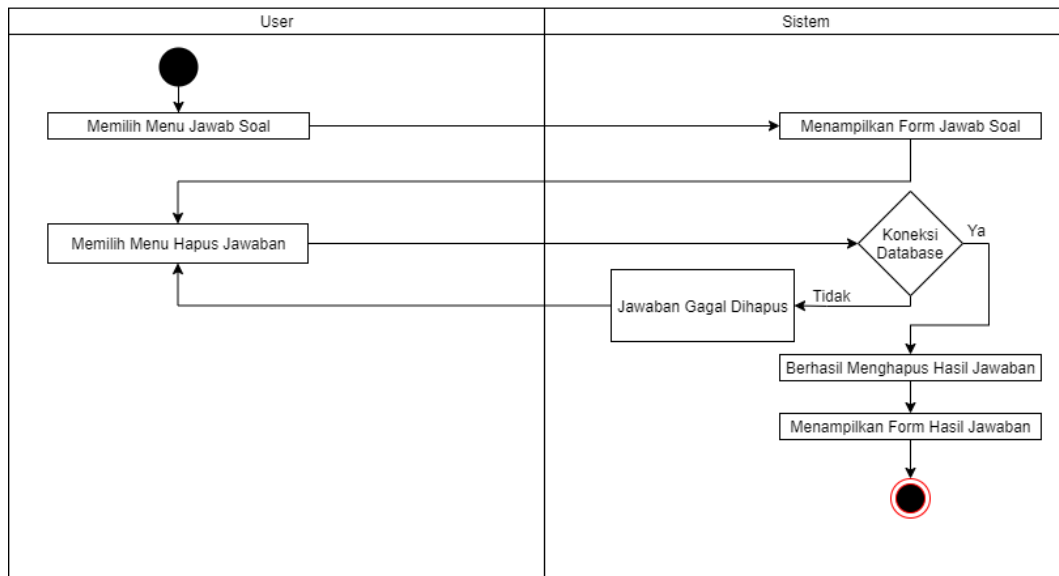 User
Sistem
Memilih Menu Jawab Soal
Menampilkan Form Jawab Soal
Memilih Menu Hapus Jawaban
Koneksi
Database
Ya
Tidak
Jawaban Gagal Dihapus
Berhasil Menghapus Hasil Jawaban
Menampilkan Form Hasil Jawaban